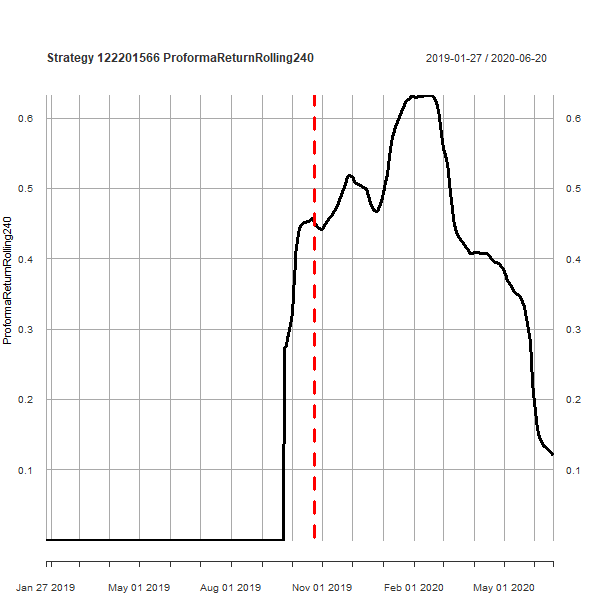 Strategy 122201566 ProformaReturnRolling240
2019-01-27 / 2020-06-20
0.6
0.6
0.5
0.5
0.4
0.4
0.3
0.3
0.2
0.2
0.1
0.1
ProformaReturnRolling240
Jan 27 2019
May 01 2019
Aug 01 2019
Nov 01 2019
Feb 01 2020
May 01 2020